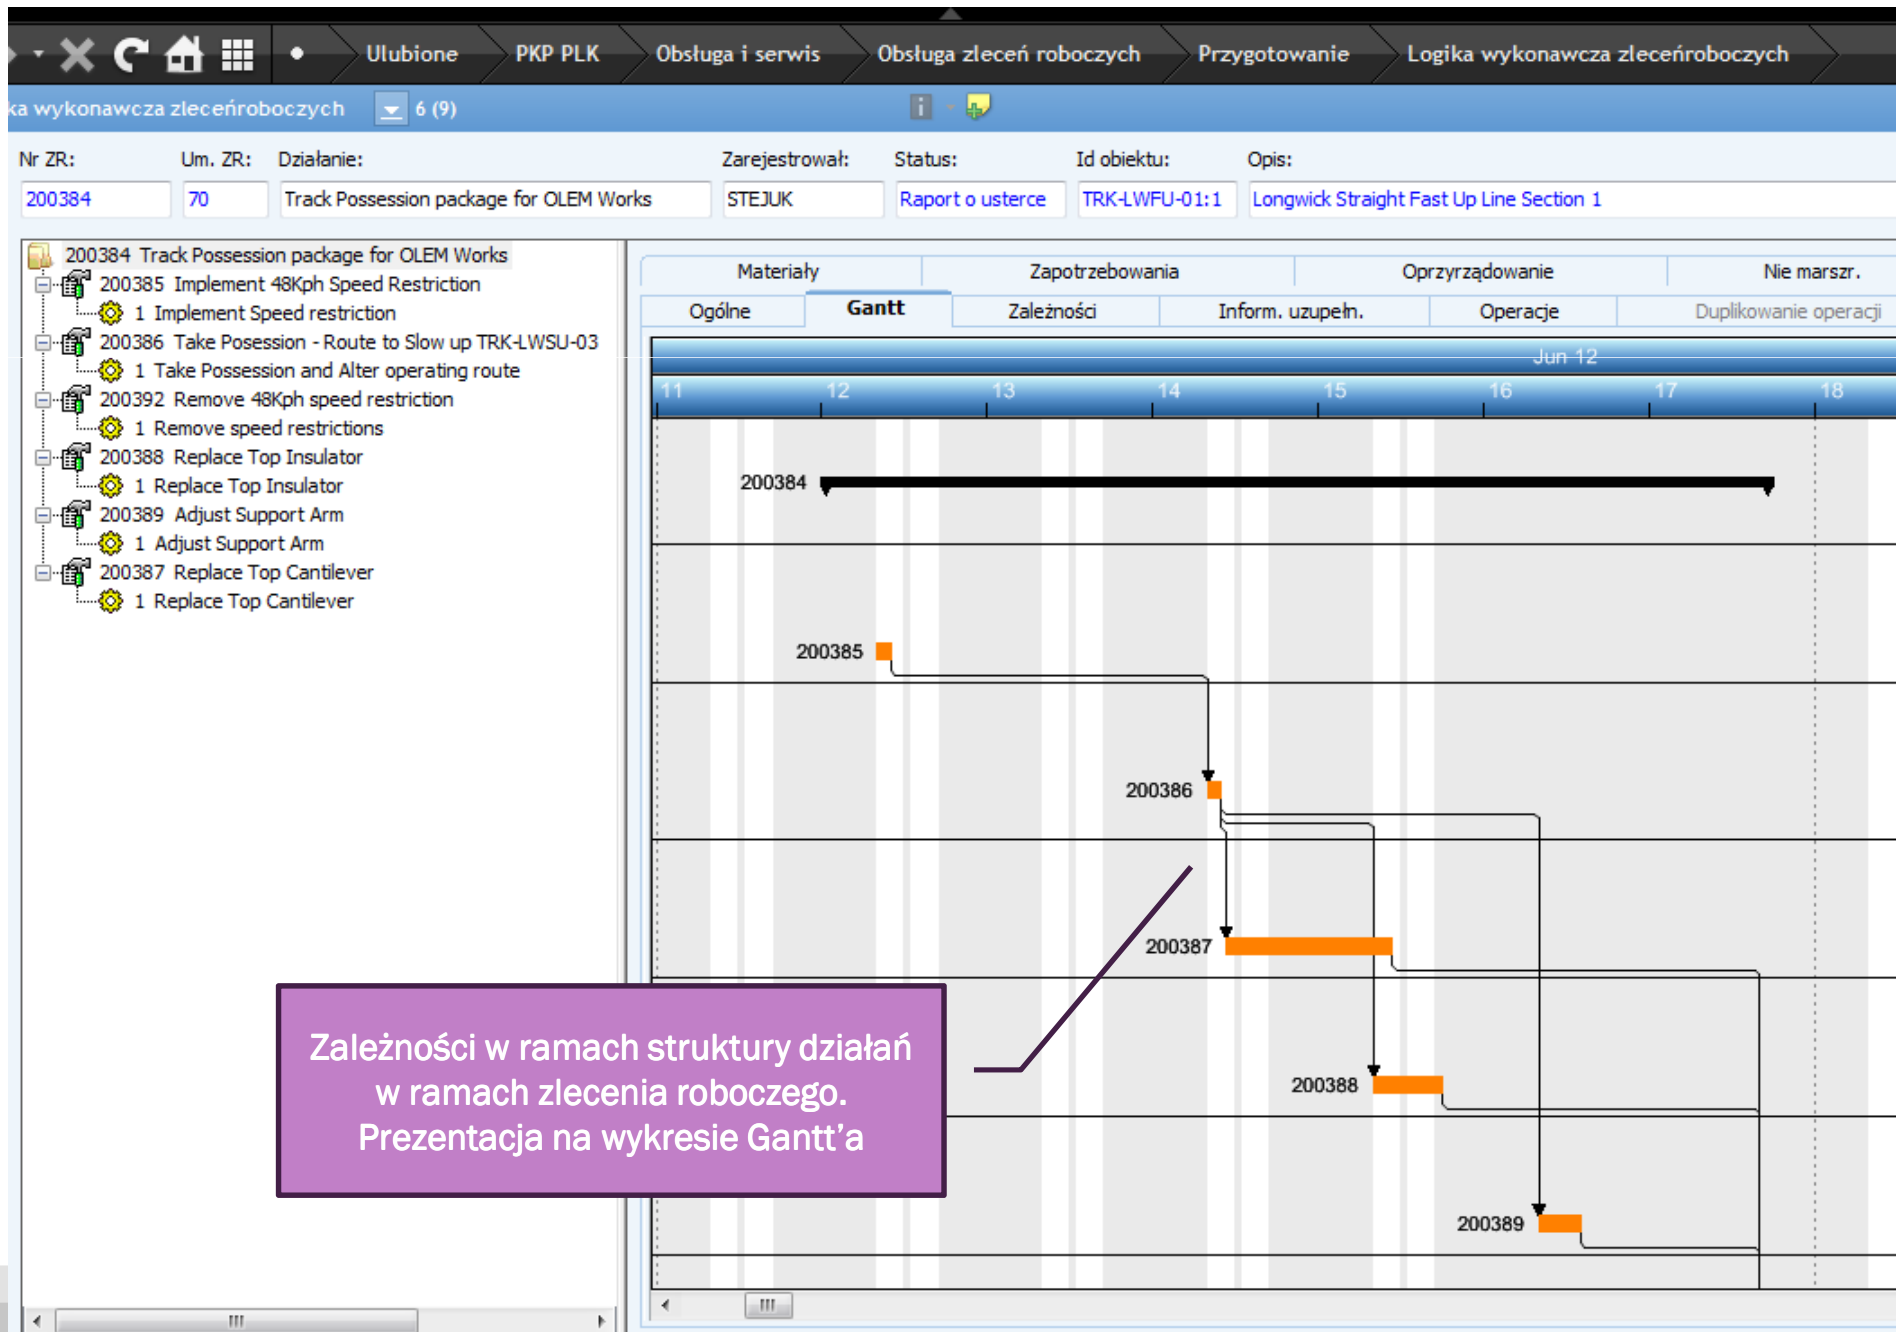 Ulubione PKP PLK Obsługa i serwis Obsługa zleceń roboczych Przygotowanie Logika wykonawcza zleceńroboczych
ka wykonawcza zleceńroboczych 6 (9)
Nr ZR: Um. ZR: Działanie: Zarejestrował: Status: Id obiektu: Opis:
200384 70 Track Possession package for OLEM Works STEJUK Raport o usterce TRK-LWFU-01:1 Longwick Straight Fast Up Line Section 1
200384 Track Possession package for OLEM Works
200385 Implement 48Kph Speed Restriction
1 Implement Speed restriction
200386 Take Posession - Route to Slow up TRK-LWSU-03
1 Take Possession and Alter operating route
200392 Remove 48Kph speed restriction
1 Remove speed restrictions
200388 Replace Top Insulator
1 Replace Top Insulator
200389 Adjust Support Arm
1 Adjust Support Arm
200387 Replace Top Cantilever
1 Replace Top Cantilever
Materiały Zapotrzebowania Oprzyrządowanie Nie marszr.
Ogólne Gantt Zależności Inform. uzupełn. Operacje Duplikowanie operacji
Jun 12
11 12 13 14 15 16 17 18
200384
200385
200386
200387
200388
200389
Zależności w ramach struktury działań
w ramach zlecenia roboczego.
Prezentacja na wykresie Gantt’a